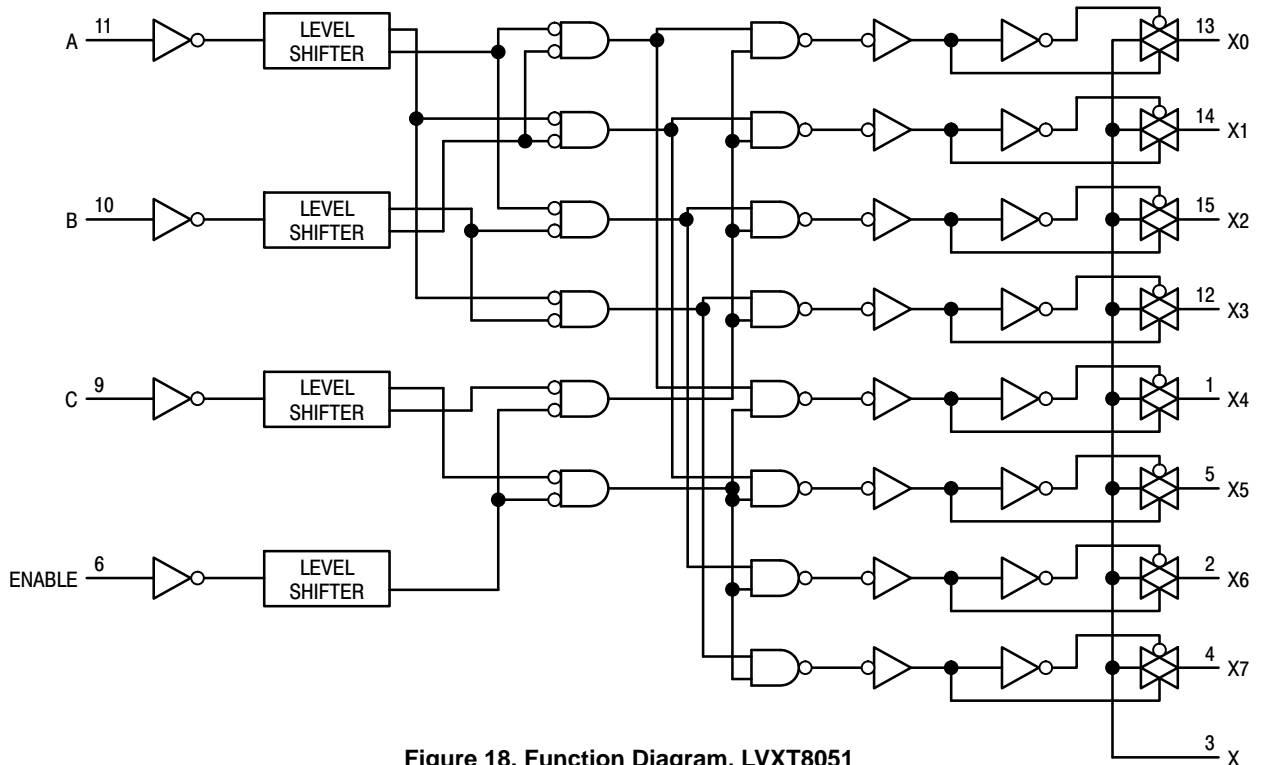 A 11 LEVEL SHIFTER 13 X0
14 X1
B 10 LEVEL SHIFTER 15 X2
12 X3
C 9 LEVEL SHIFTER 1 X4
5 X5
ENABLE 6 LEVEL SHIFTER 2 X6
4 X7
3 X
Figure 18. Function Diagram, LVXT8051